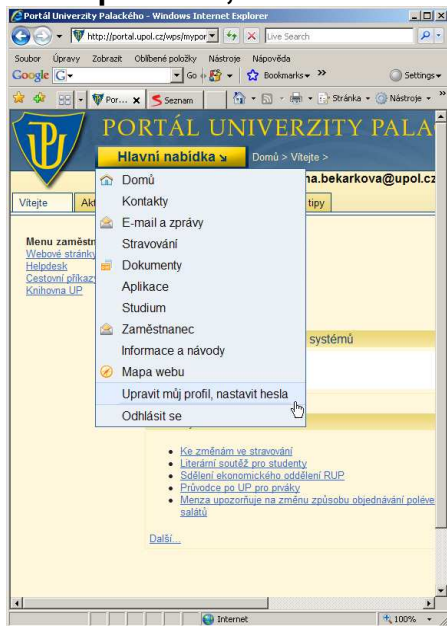 Portál Univerzity Palackého - Windows Internet Explorer
http://portal.upol.cz/wps/mypor
Live Search
Soubor Úpravy Zobrazit Oblíbené položky Nástroje Nápověda
Google G Go Bookmarks Settings
Por... Seznam Stránka Nástroje
PORTÁL UNIVERZITY PALA
Hlavní nabídka Domů > Vítejte >
na.bekarkova@upol.cz
Vítejte Akt tipy
Domů
Kontakty
E-mail a zprávy
Stravování
Dokumenty
Aplikace
Studium
Zaměstnanec
Informace a návody
Mapa webu
Upravit můj profil, nastavit hesla
Odhlásit se
Menu zaměstn
Webové stránky
Helpdesk
Cestovní příkazy
Knihovna UP
systémů
Ke změnám ve stravování
Literární soutěž pro studenty
Sdělení ekonomického oddělení RUP
Průvodce po UP pro prváky
Menza upozorňuje na změnu způsobu objednávání poléve
salátů
Další...
Internet 100%